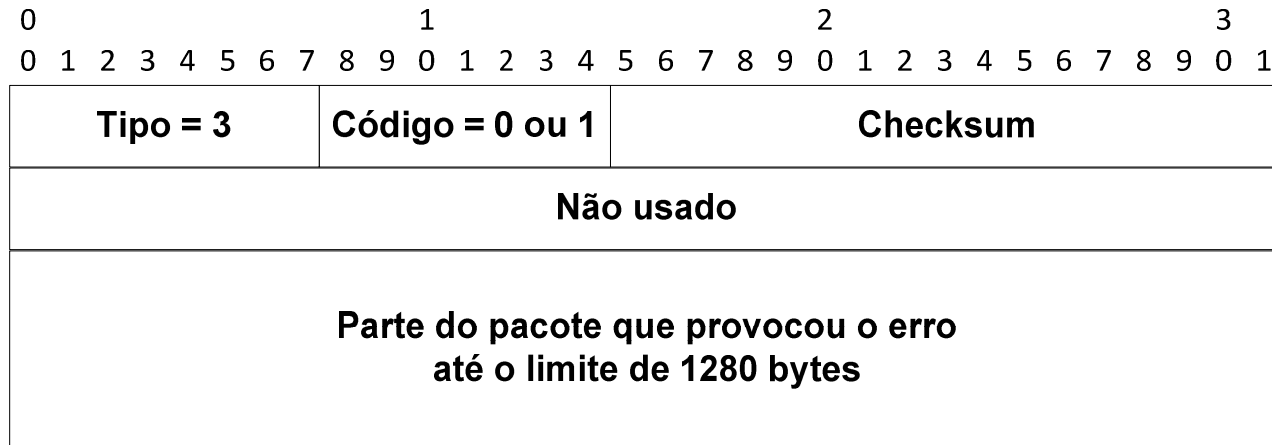 0 1 2 3
0 1 2 3 4 5 6 7 8 9 0 1 2 3 4 5 6 7 8 9 0 1 2 3 4 5 6 7 8 9 0 1
Tipo = 3 Código = 0 ou 1 Checksum
Não usado
Parte do pacote que provocou o erro
até o limite de 1280 bytes